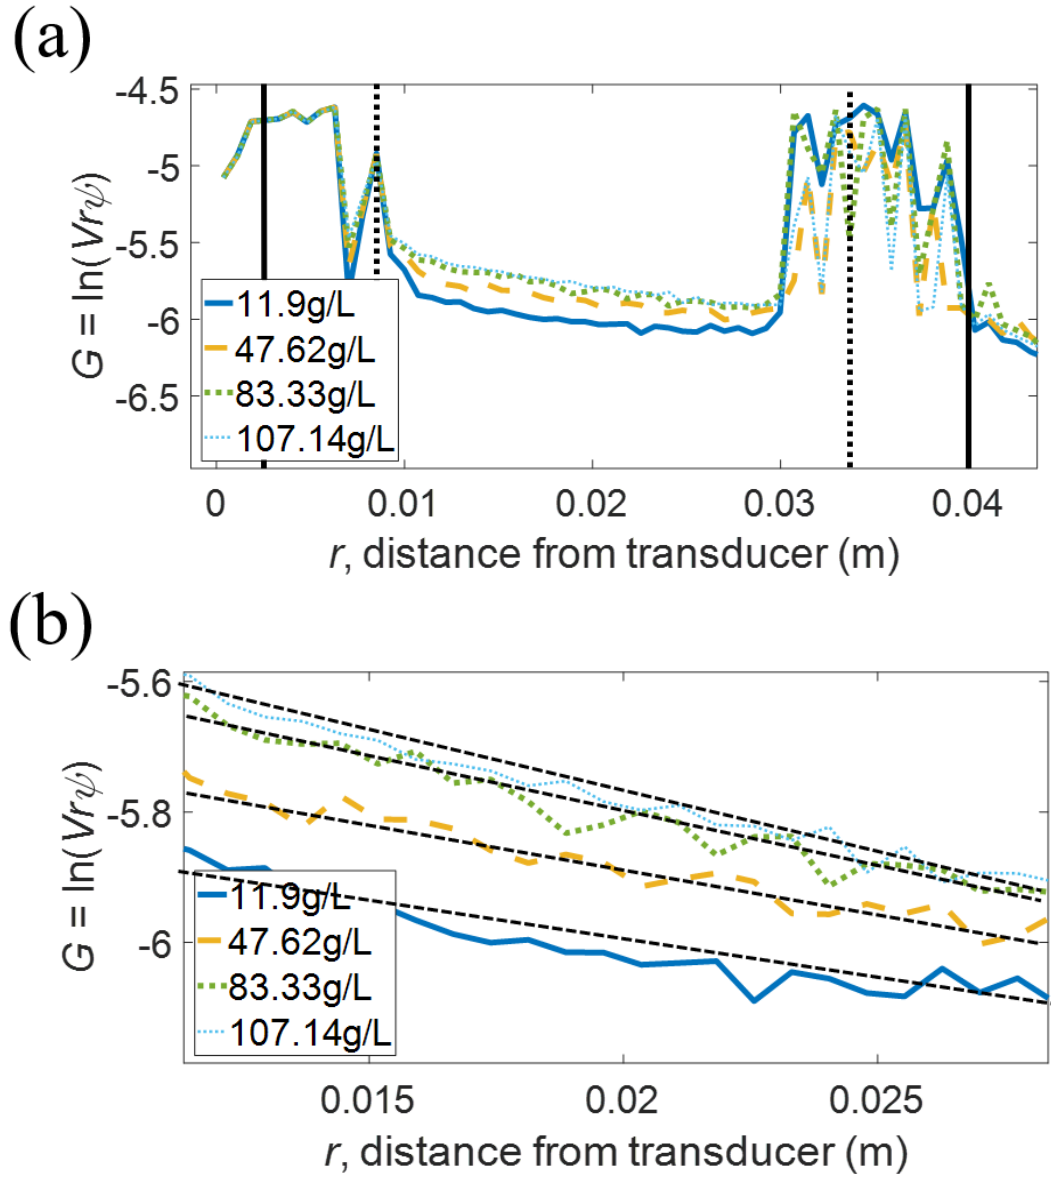 (a)
G = ln(Vrψ)
-4.5
-5
-5.5
-6
-6.5
11.9g/L
47.62g/L
83.33g/L
107.14g/L
0
0.01
0.02
0.03
0.04
r, distance from transducer (m)
(b)
G = ln(Vrψ)
-5.6
-5.8
-6
11.9g/L
47.62g/L
83.33g/L
107.14g/L
0.015
0.02
0.025
r, distance from transducer (m)